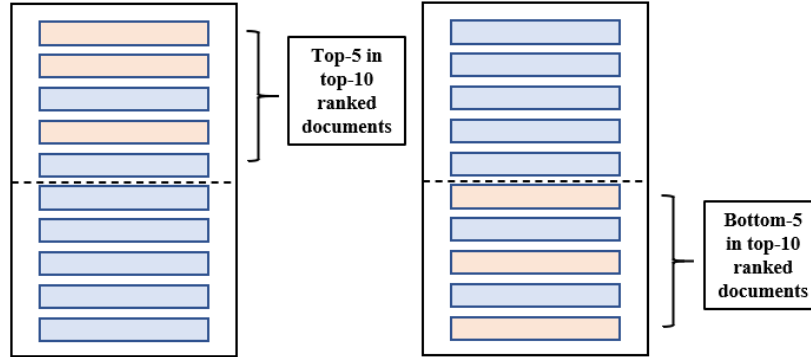 Top-5 in
top-10
ranked
documents
Bottom-5
in top-10
ranked
documents